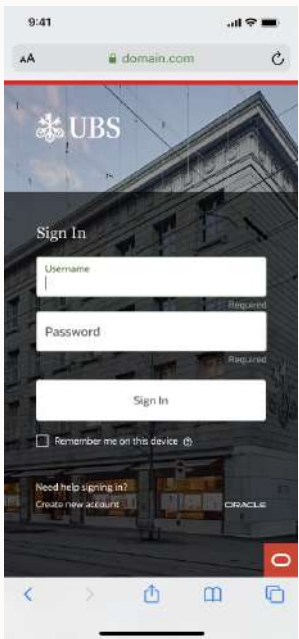 9:41
AA domain.com
UBS
Sign In
Username
Required
Password
Required
Sign In
Remember me on this device
Need help signing in?
Create new account
ORACLE